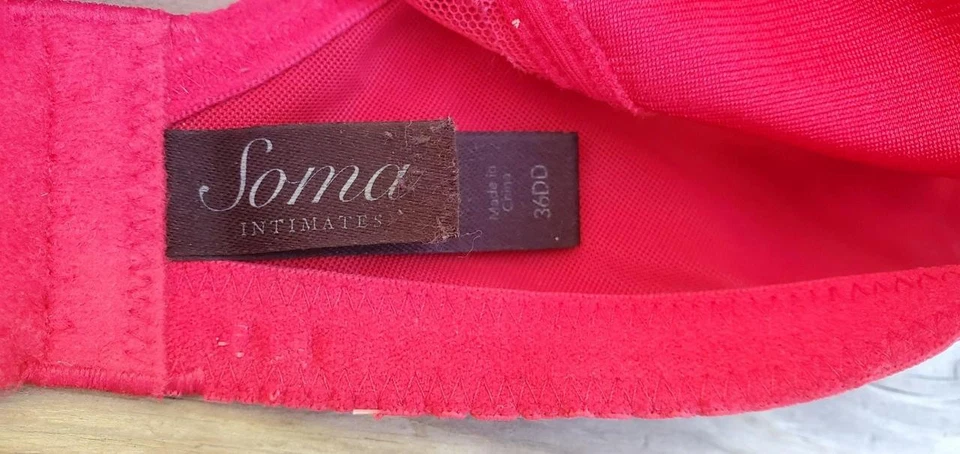 Soma
INTIMATES
Made in
China
36DD